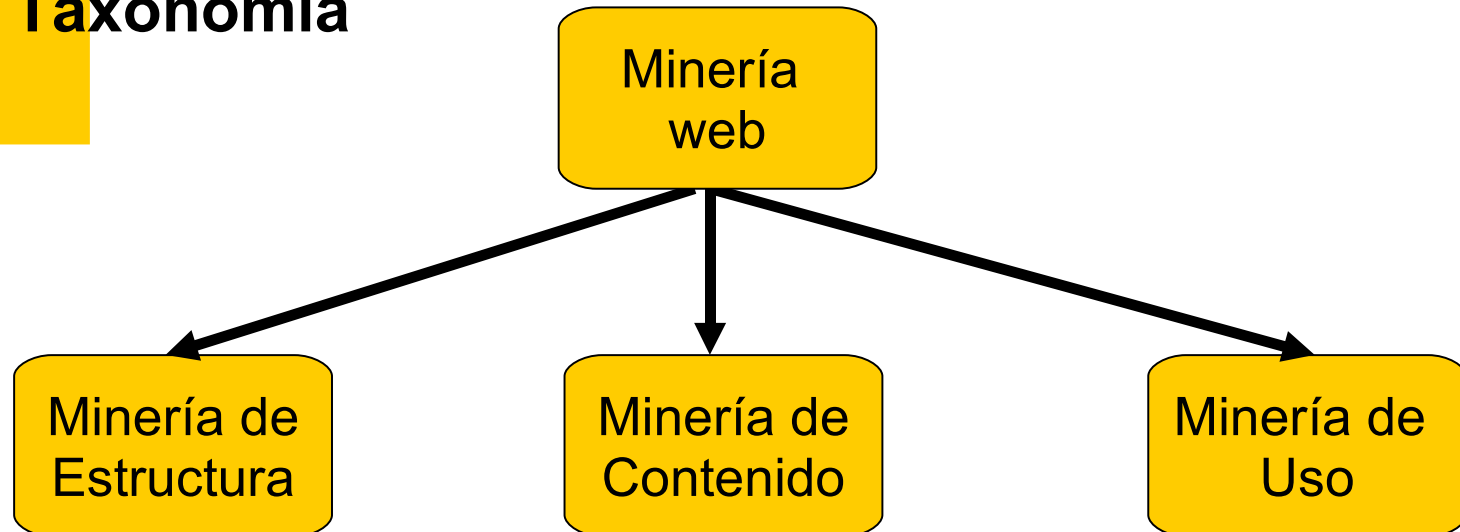 Taxonomía
Minería
web
Minería de
Estructura
Minería de
Contenido
Minería de
Uso